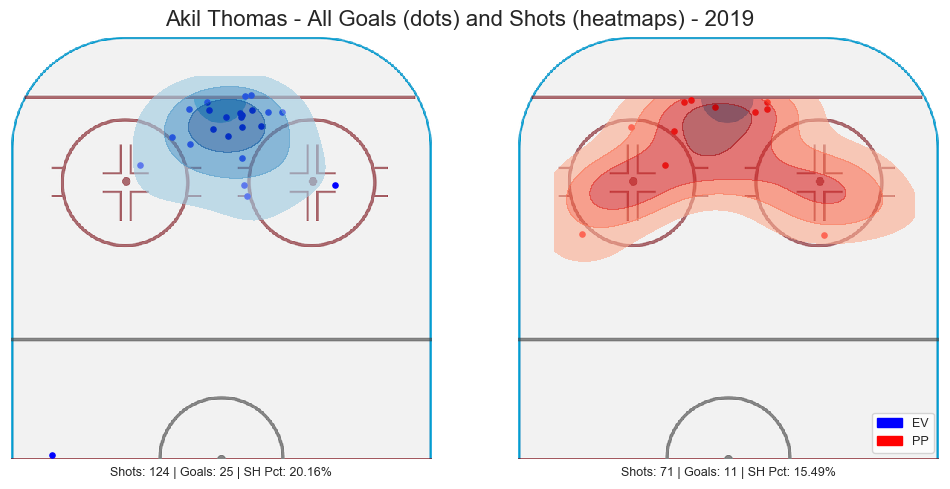 Akil Thomas - All Goals (dots) and Shots (heatmaps) - 2019
EV
PP
Shots: 124 | Goals: 25 | SH Pct: 20.16%
Shots: 71 | Goals: 11 | SH Pct: 15.49%